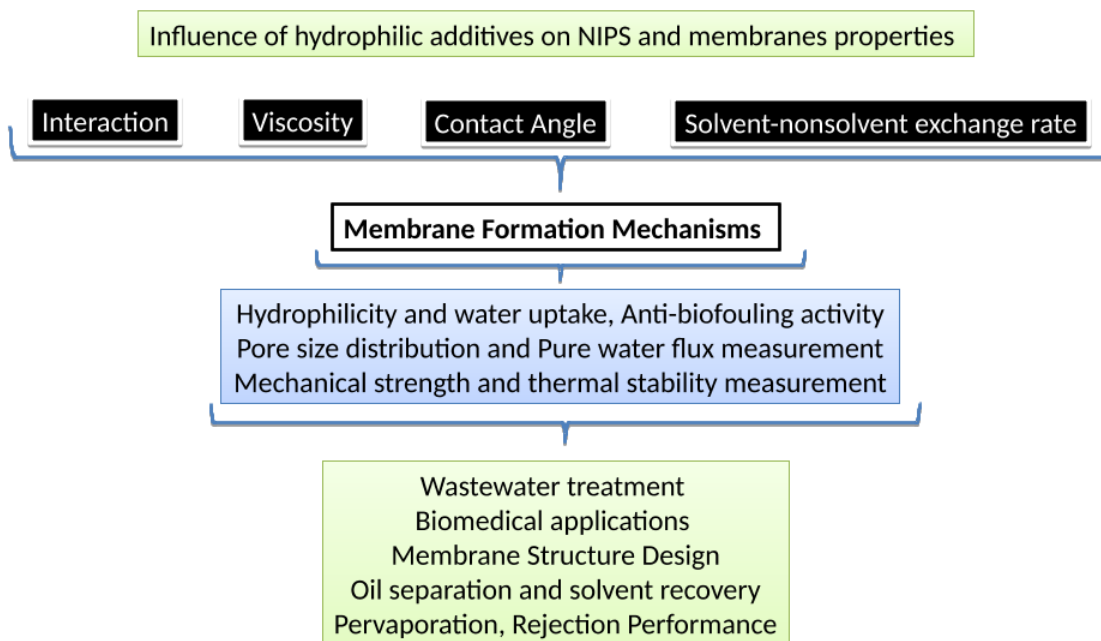 Influence of hydrophilic additives on NIPS and membranes properties
Interaction
Viscosity
Contact Angle
Solvent-nonsolvent exchange rate
Membrane Formation Mechanisms
Hydrophilicity and water uptake, Anti-biofouling activity
Pore size distribution and Pure water flux measurement
Mechanical strength and thermal stability measurement
Wastewater treatment
Biomedical applications
Membrane Structure Design
Oil separation and solvent recovery
Pervaporation, Rejection Performance